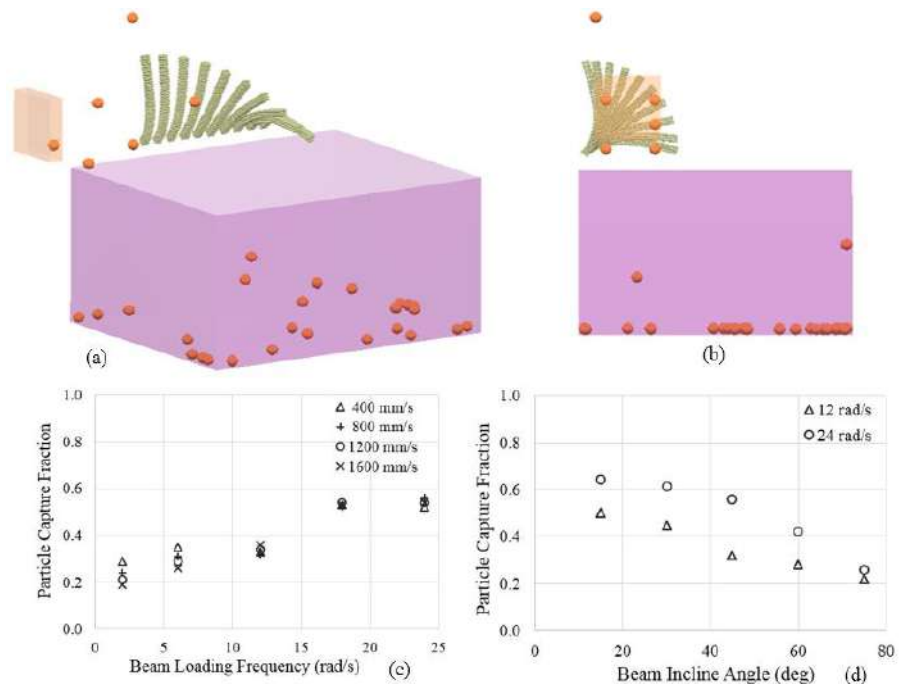 (a)
(b)
Particle Capture Fraction
1.0
0.8
0.6
0.4
0.2
0.0
400 mm/s
800 mm/s
1200 mm/s
1600 mm/s
0
5
10
15
20
25
Beam Loading Frequency (rad/s)
(c)
Particle Capture Fraction
1.0
0.8
0.6
0.4
0.2
0.0
12 rad/s
24 rad/s
0
20
40
60
80
Beam Incline Angle (deg)
(d)